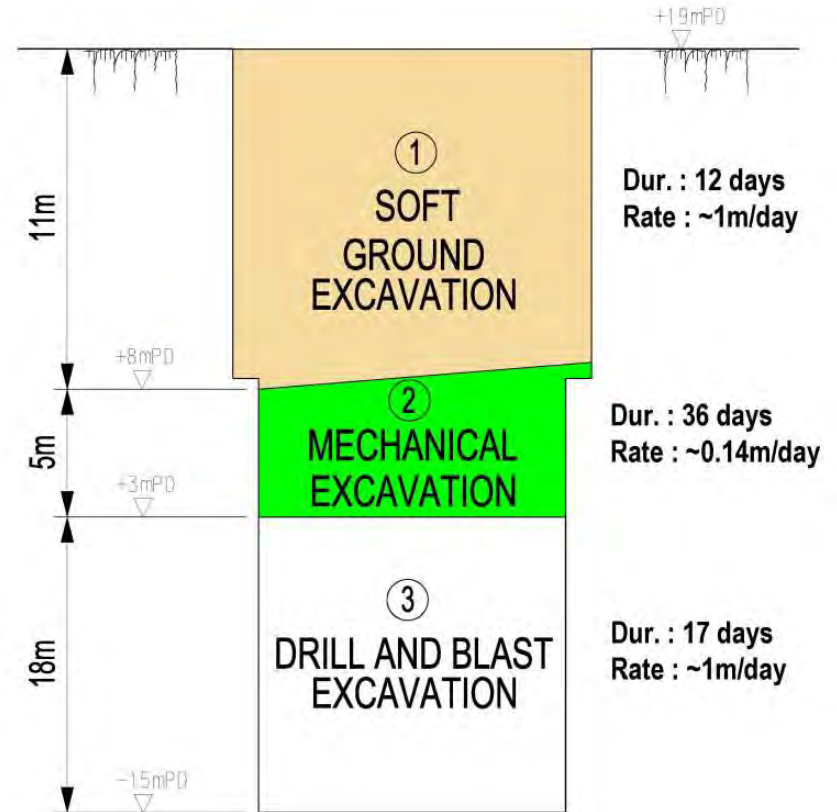 +19mPD
11m
①
SOFT
GROUND
EXCAVATION
Dur. : 12 days
Rate : ~1m/day
+8mPD
5m
②
MECHANICAL
EXCAVATION
Dur. : 36 days
Rate : ~0.14m/day
+3mPD
18m
③
DRILL AND BLAST
EXCAVATION
Dur. : 17 days
Rate : ~1m/day
-15mPD